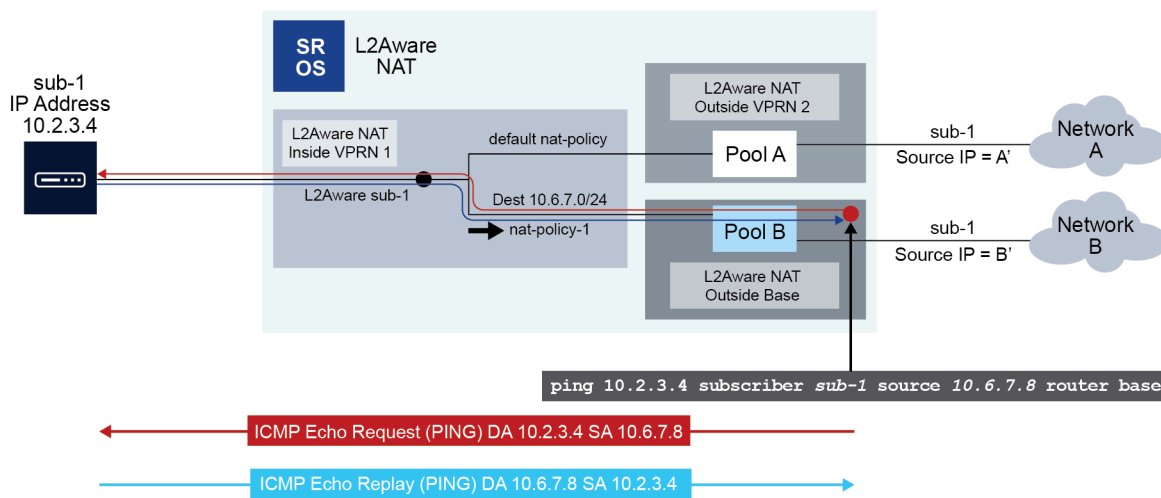 SR
OS
L2Aware
NAT
sub-1
IP Address
10.2.3.4
L2Aware NAT
Inside VPRN 1
L2Aware sub-1
default nat-policy
Dest 10.6.7.0/24
nat-policy-1
L2Aware NAT
Outside VPRN 2
Pool A
Pool B
L2Aware NAT
Outside Base
sub-1
Source IP = A'
Network
A
sub-1
Source IP = B'
Network
B
ping 10.2.3.4 subscriber sub-1 source 10.6.7.8 router base
ICMP Echo Request (PING) DA 10.2.3.4 SA 10.6.7.8
ICMP Echo Replay (PING) DA 10.6.7.8 SA 10.2.3.4